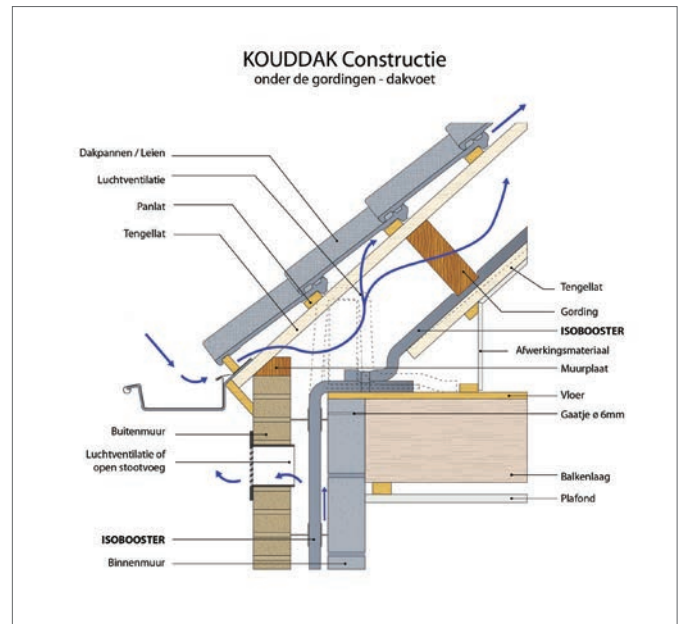 KOUDDAK Constructie
onder de gordingen - dakvoet
Dakpannen / Leien
Luchtventilatie
Panlat
Tengellat
Tengellat
Gording
ISOBOOSTER
Afwerkingsmateriaal
Muurplaat
Vloer
Buitenmuur
Gaatje ø 6mm
Luchtventilatie of
open stootvoeg
Balkenlaag
Plafond
ISOBOOSTER
Binnenmuur